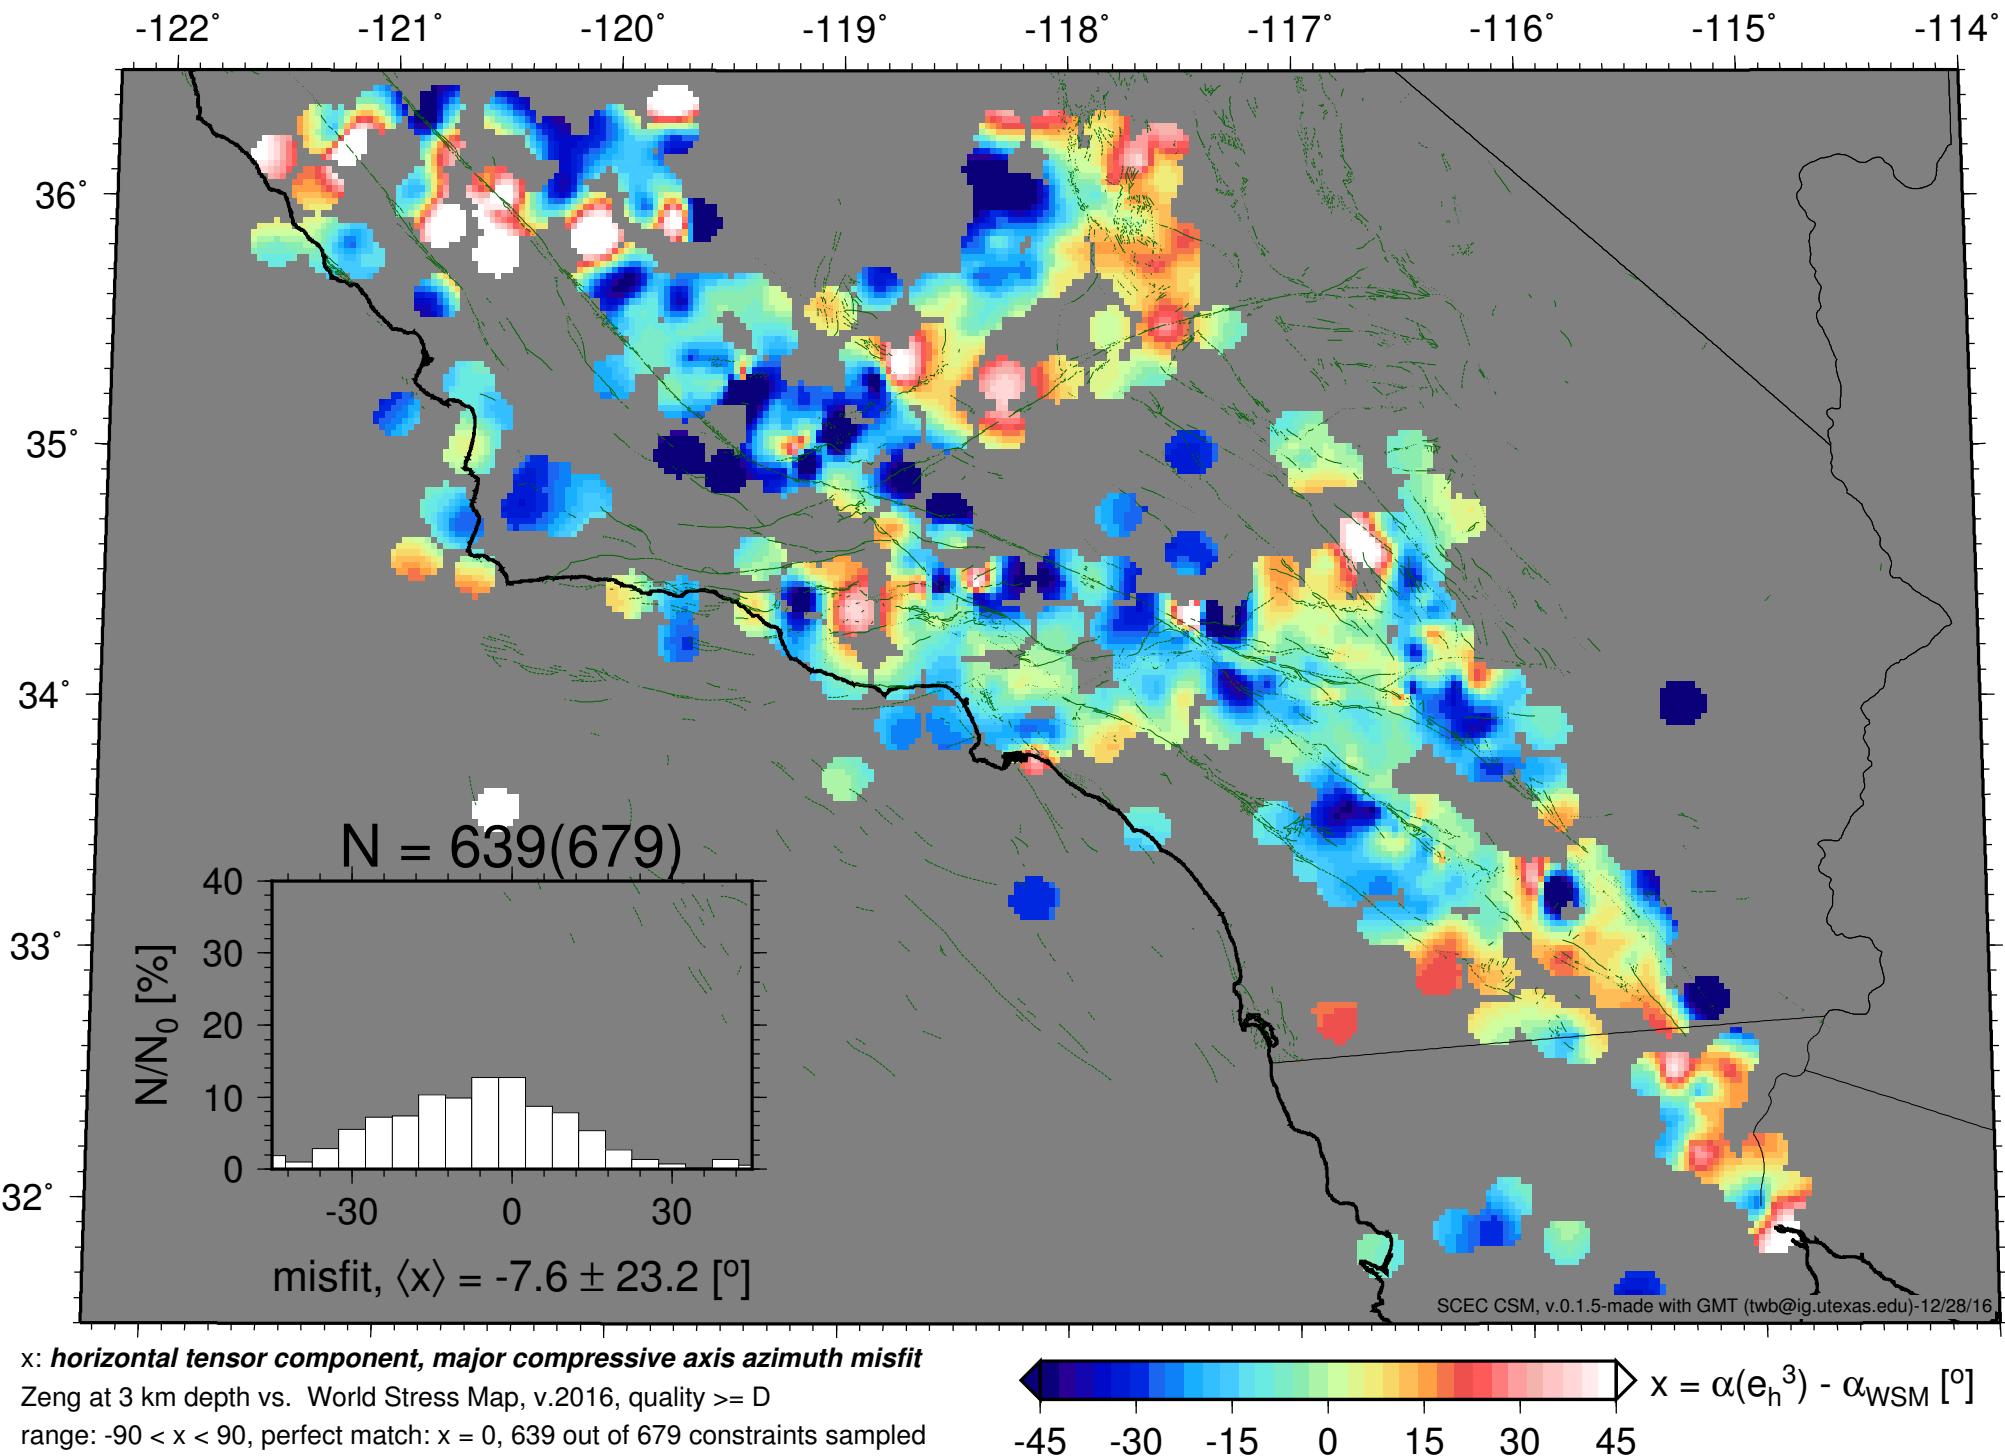 -122° -121° -120° -119° -118° -117° -116° -115° -114°
36°
35°
34°
33°
32°
N = 639(679)
40
30
20
10
0
N/N0 [%]
-30 0 30
misfit, ⟨x⟩ = -7.6 ± 23.2 [o]
SCEC CSM, v.0.1.5-made with GMT (twb@ig.utexas.edu)-12/28/16
x: horizontal tensor component, major compressive axis azimuth misfit
Zeng at 3 km depth vs. World Stress Map, v.2016, quality >= D
range: -90 < x < 90, perfect match: x = 0, 639 out of 679 constraints sampled
x = α(eh3) - αWSM [o]
-45 -30 -15 0 15 30 45